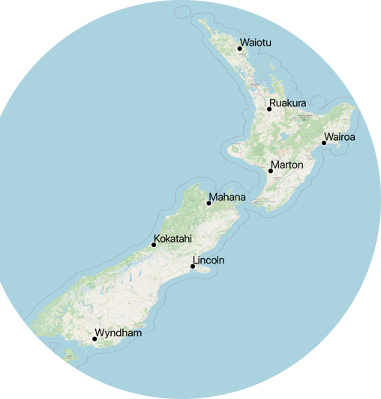 Waiotu
Ruakura
Wairoa
Marton
Mahana
Kokatahi
Lincoln
Wyndham